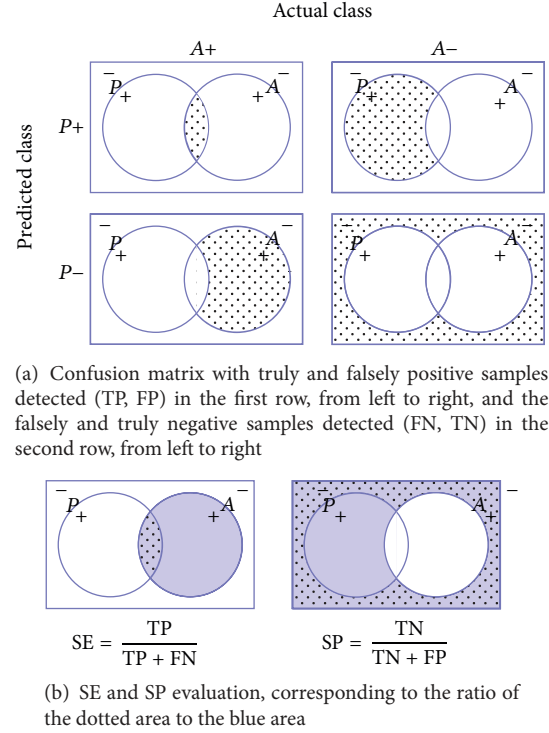 Actual class
A+ A−
Predicted class
P+
− P + A − +
− P + A − +
P−
− P + A − +
− P + A − +
(a) Confusion matrix with truly and falsely positive samples
detected (TP, FP) in the first row, from left to right, and the
falsely and truly negative samples detected (FN, TN) in the
second row, from left to right
− P + A − +
− P + A − +
SE = TP / TP + FN
SP = TN / TN + FP
(b) SE and SP evaluation, corresponding to the ratio of
the dotted area to the blue area